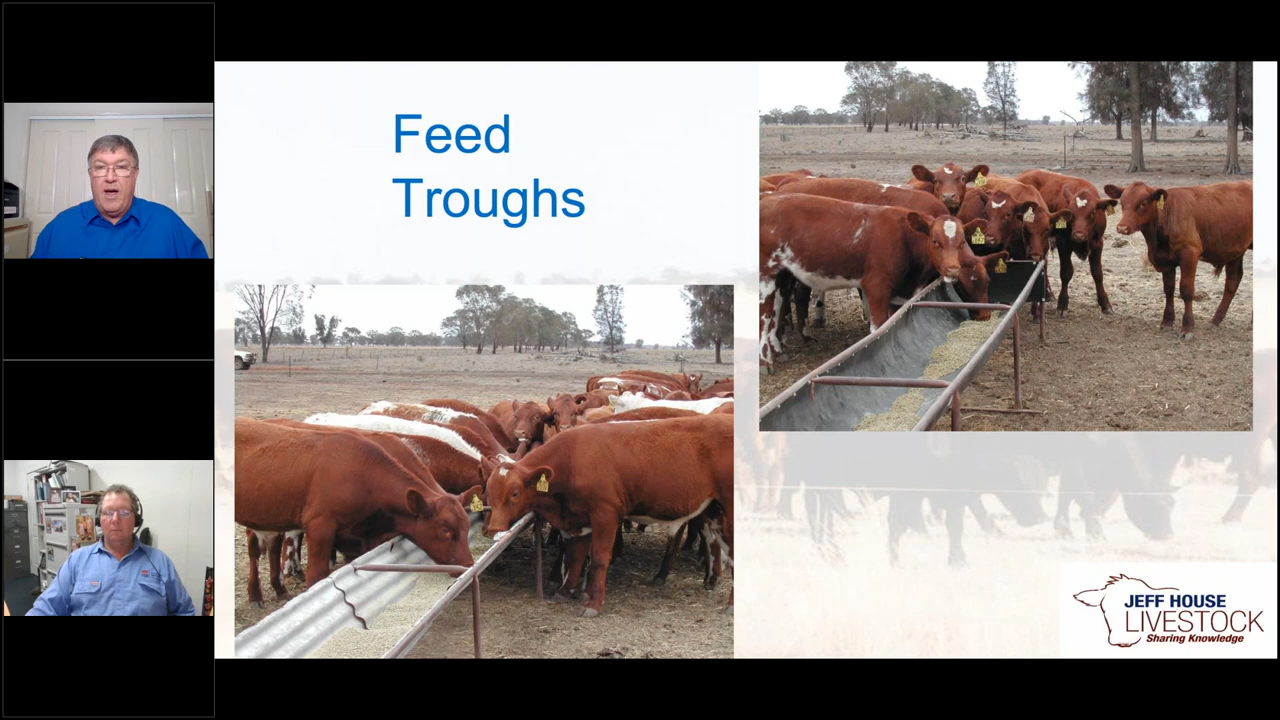 Feed
Troughs
JEFF HOUSE
LIVESTOCK
Sharing Knowledge